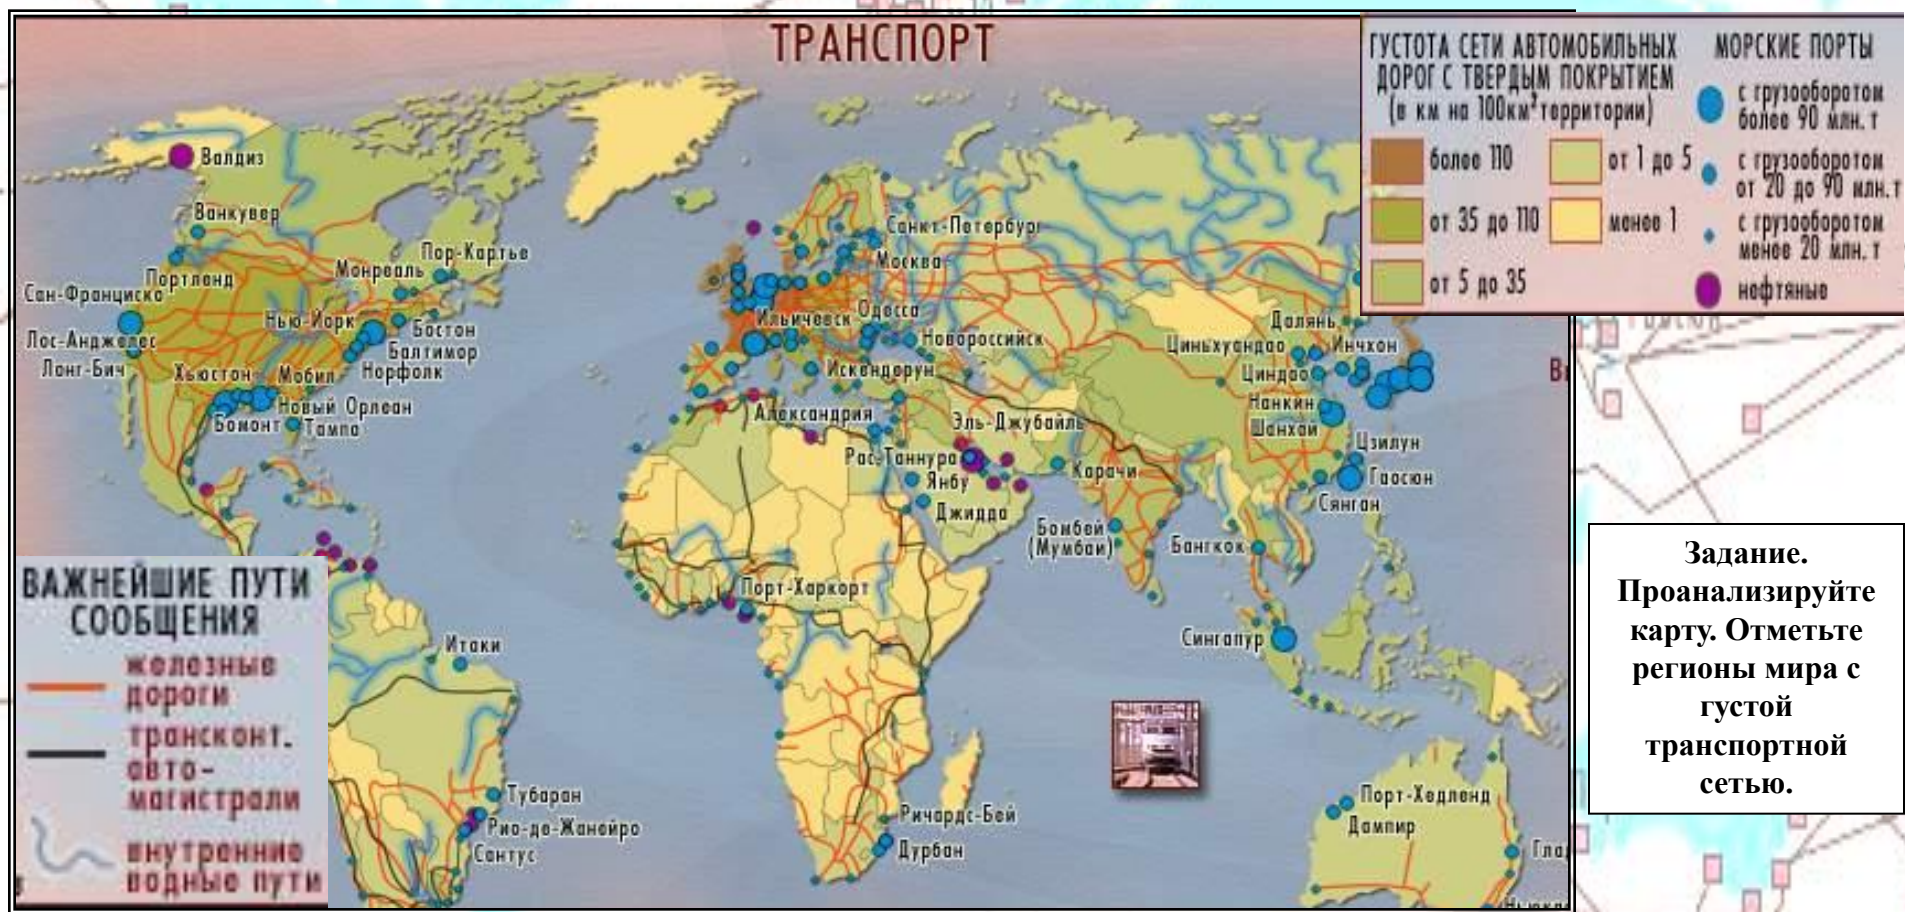 ТРАНСПОРТ
ГУСТОТА СЕТИ АВТОМОБИЛЬНЫХ
ДОРОГ С ТВЕРДЫМ ПОКРЫТИЕМ
(в км на 100км² территории)
более 110
от 35 до 110
от 5 до 35
от 1 до 5
менее 1
МОРСКИЕ ПОРТЫ
с грузооборотом
более 90 млн. т
с грузооборотом
от 20 до 90 млн. т
с грузооборотом
менее 20 млн. т
нефтяные
Валдиз
Ванкувер
Портленд
Сан-Франциско
Лос-Анджелес
Лонг-Бич
Пор-Картье
Монреаль
Нью-Йорк
Бостон
Балтимор
Норфолк
Хьюстон
Мобил
Новый Орлеан
Бомонт
Тампа
Санкт-Петербург
Москва
Одесса
Ильичевск
Новороссийск
Искендерун
Александрия
Эль-Джубайль
Рас-Таннура
Янбу
Джидда
Карачи
Бомбей
(Мумбаи)
Бангкок
Сингапур
Далянь
Циньхуандао
Инчхон
Циндао
Нанкин
Шанхай
Цзилун
Гаосюн
Сянган
Порт-Харкорт
Итаки
Тубаран
Рио-де-Жанейро
Сантус
Ричардс-Бей
Дурбан
Порт-Хедленд
Дампир
Гла
ВАЖНЕЙШИЕ ПУТИ
СООБЩЕНИЯ
железные
дороги
трансконт.
авто-
магистрали
внутренние
водные пути
Задание.
Проанализируйте
карту. Отметьте
регионы мира с
густой
транспортной
сетью.